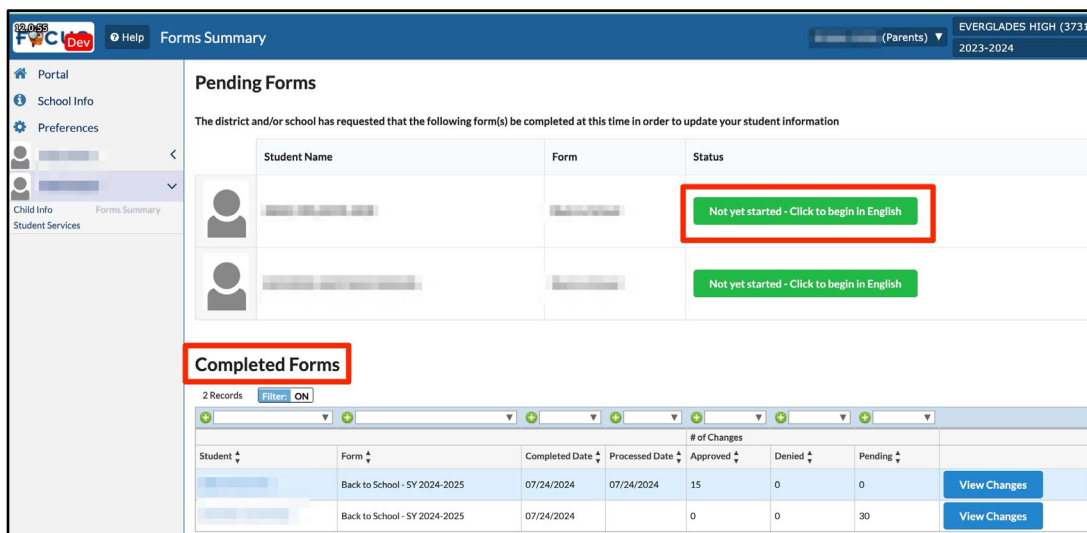 12.0.55
FOCUS Dev
Help
Forms Summary
(Parents)
EVERGLADES HIGH (3731
2023-2024
Portal
School Info
Preferences
Child Info Forms Summary
Student Services
Pending Forms
The district and/or school has requested that the following form(s) be completed at this time in order to update your student information
Student Name Form Status
Not yet started - Click to begin in English
Not yet started - Click to begin in English
Completed Forms
2 Records Filter: ON
# of Changes
Student Form Completed Date Processed Date Approved Denied Pending
Back to School - SY 2024-2025 07/24/2024 07/24/2024 15 0 0 View Changes
Back to School - SY 2024-2025 07/24/2024 0 0 30 View Changes